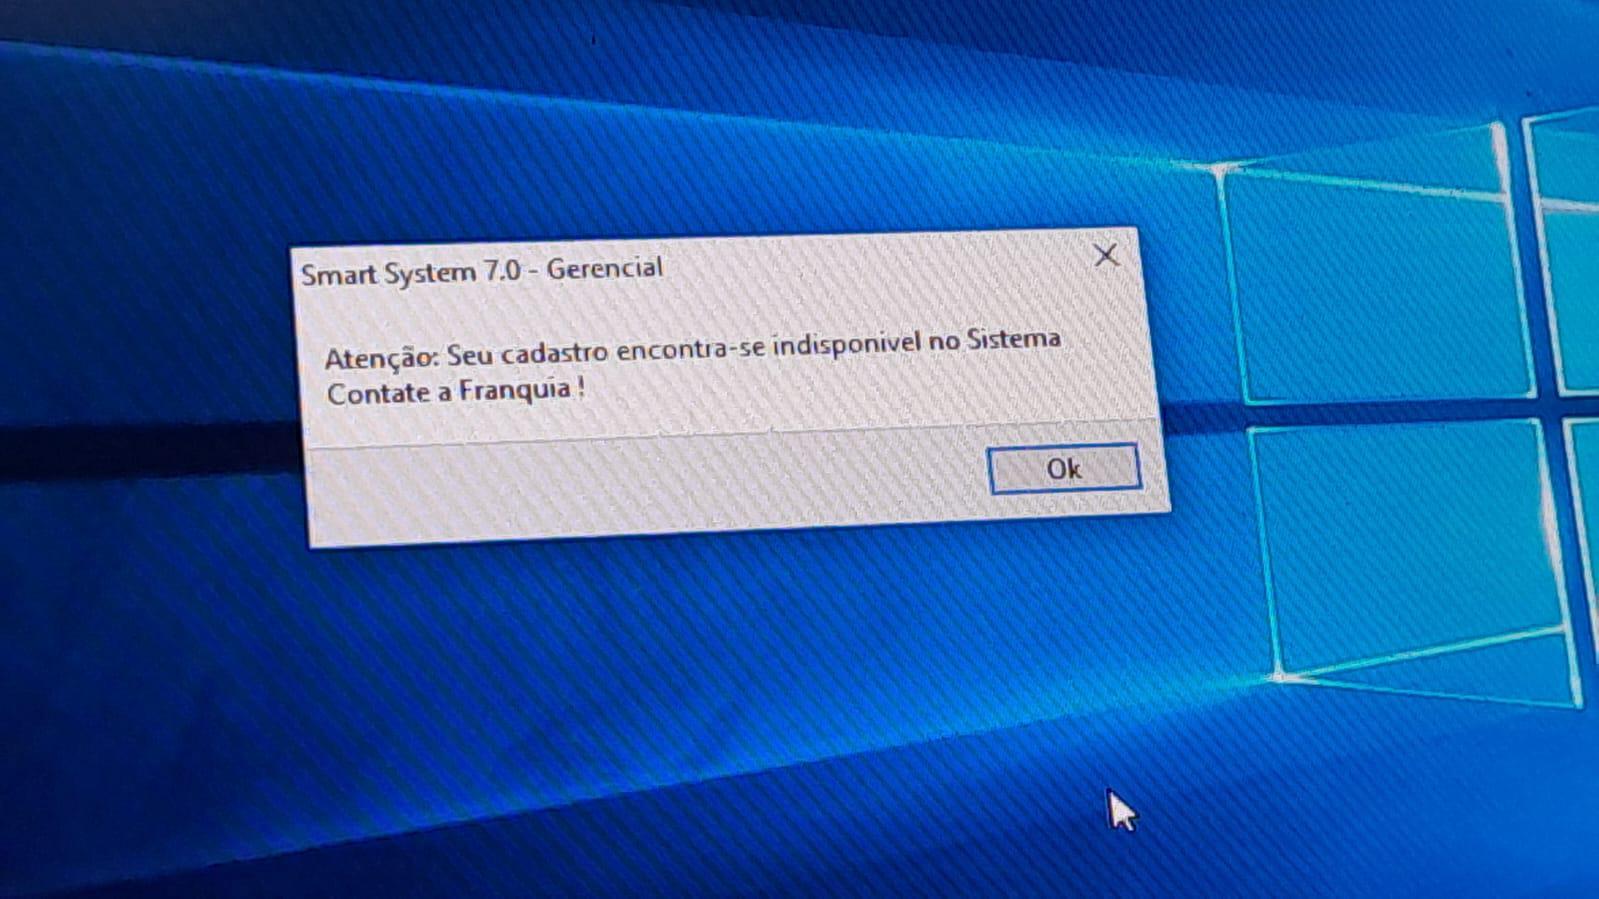 Smart System 7.0 - Gerencial
Atenção: Seu cadastro encontra-se indisponivel no Sistema
Contate a Franquia !
Ok